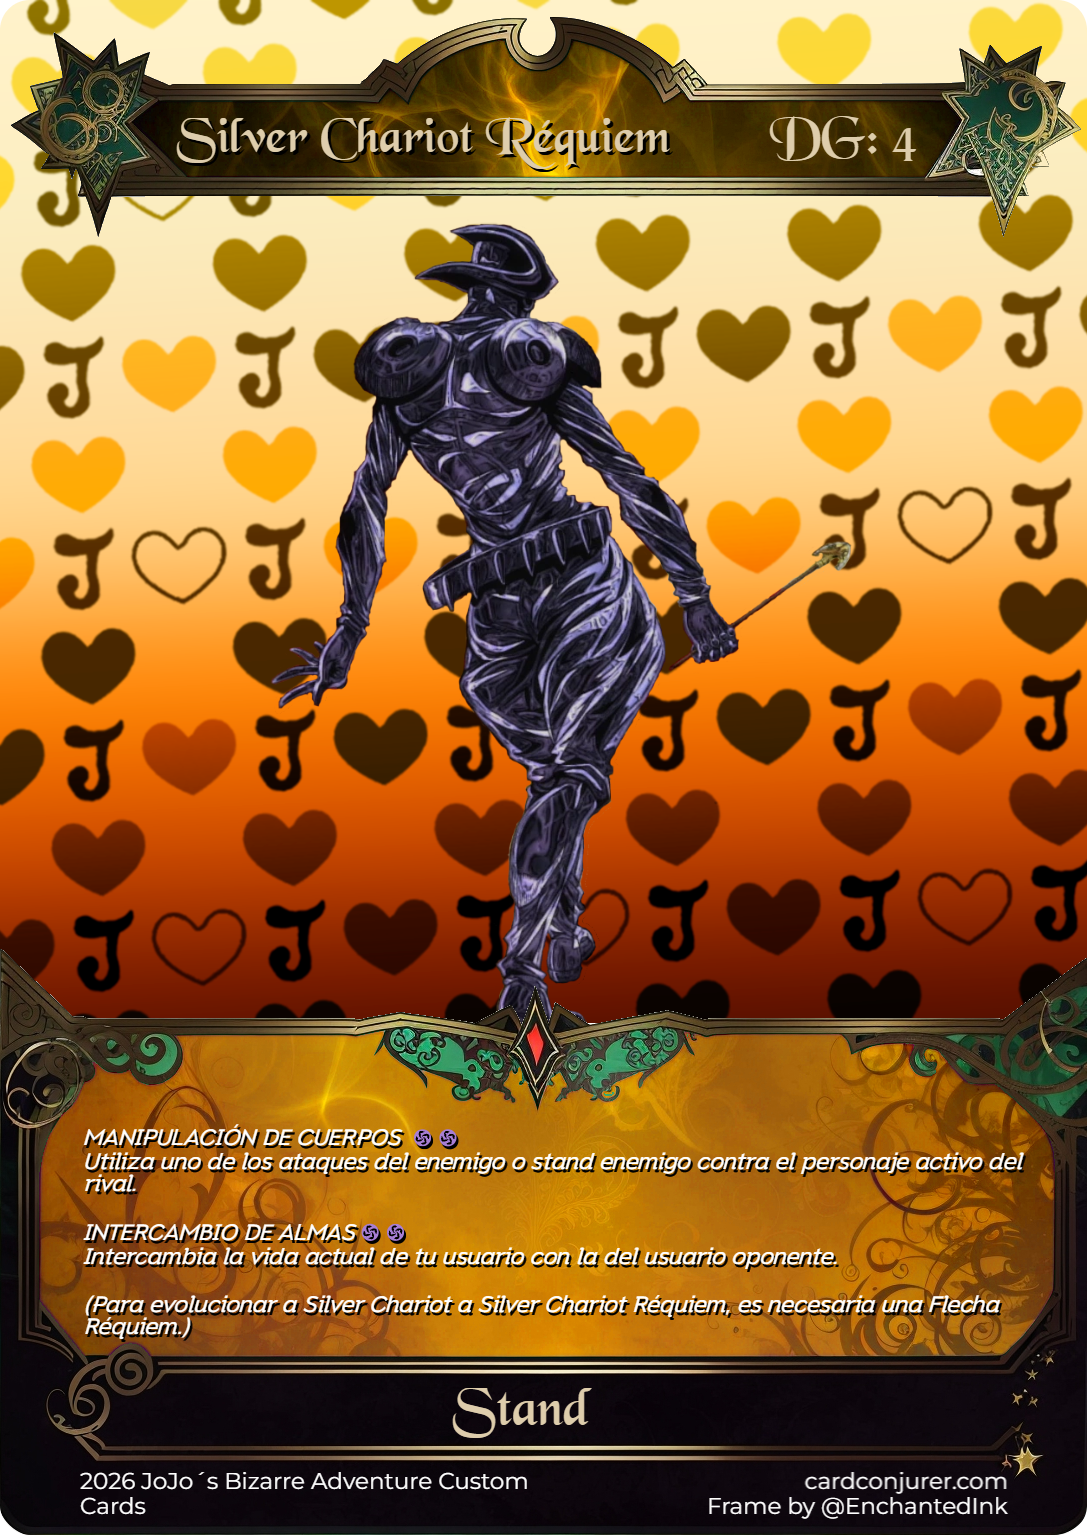 Silver Chariot Réquiem DG: 4
MANIPULACIÓN DE CUERPOS
Utiliza uno de los ataques del enemigo o stand enemigo contra el personaje activo del
rival.
INTERCAMBIO DE ALMAS
Intercambia la vida actual de tu usuario con la del usuario oponente.
(Para evolucionar a Silver Chariot a Silver Chariot Réquiem, es necesaria una Flecha
Réquiem.)
Stand
2026 JoJo´s Bizarre Adventure Custom
Cards
cardconjurer.com
Frame by @EnchantedInk